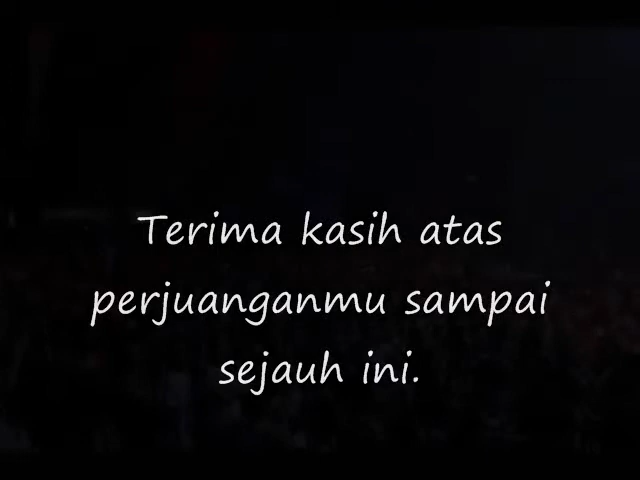 Terima kasih atas
perjuanganmu sampai
sejauh ini.